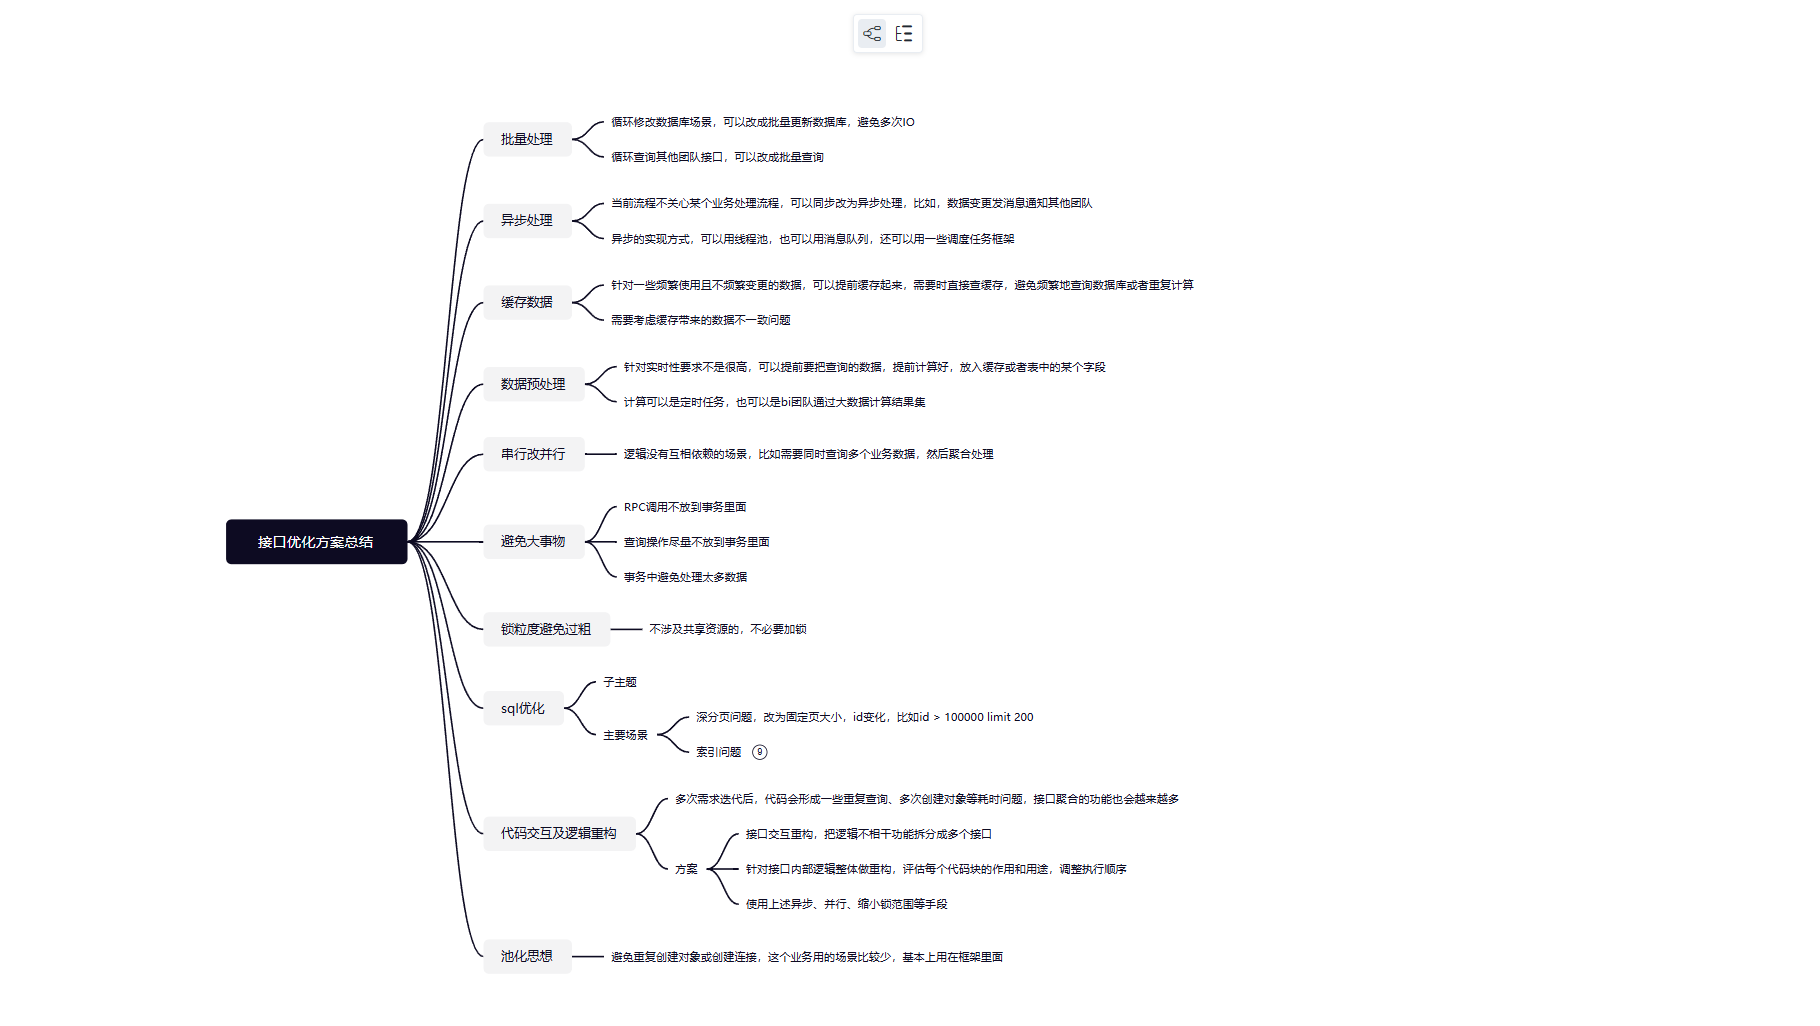 批量处理
循环修改数据库场景，可以改成批量更新数据库，避免多次IO
循环查询其他团队接口，可以改成批量查询
异步处理
当前流程不关心某个业务处理流程，可以同步改为异步处理，比如，数据变更发消息通知其他团队
异步的实现方式，可以用线程池，也可以用消息队列，还可以用一些调度任务框架
缓存数据
针对一些频繁使用且不频繁变更的数据，可以提前缓存起来，需要时直接查缓存，避免频繁地查询数据库或者重复计算
需要考虑缓存带来的数据不一致问题
数据预处理
针对实时性要求不是很高，可以提前要把查询的数据，提前计算好，放入缓存或者表中的某个字段
计算可以是定时任务，也可以是bi团队通过大数据计算结果集
串行改并行
逻辑没有互相依赖的场景，比如需要同时查询多个业务数据，然后聚合处理
接口优化方案总结
避免大事物
RPC调用不放到事务里面
查询操作尽量不放到事务里面
事务中避免处理太多数据
锁粒度避免过粗
不涉及共享资源的，不必要加锁
sql优化
子主题
主要场景
深分页问题，改为固定页大小，id变化，比如id > 100000 limit 200
索引问题 9
代码交互及逻辑重构
多次需求迭代后，代码会形成一些重复查询、多次创建对象等耗时问题，接口聚合的功能也会越来越多
方案
接口交互重构，把逻辑不相干功能拆分成多个接口
针对接口内部逻辑整体做重构，评估每个代码块的作用和用途，调整执行顺序
使用上述异步、并行、缩小锁范围等手段
池化思想
避免重复创建对象或创建连接，这个业务用的场景比较少，基本上用在框架里面